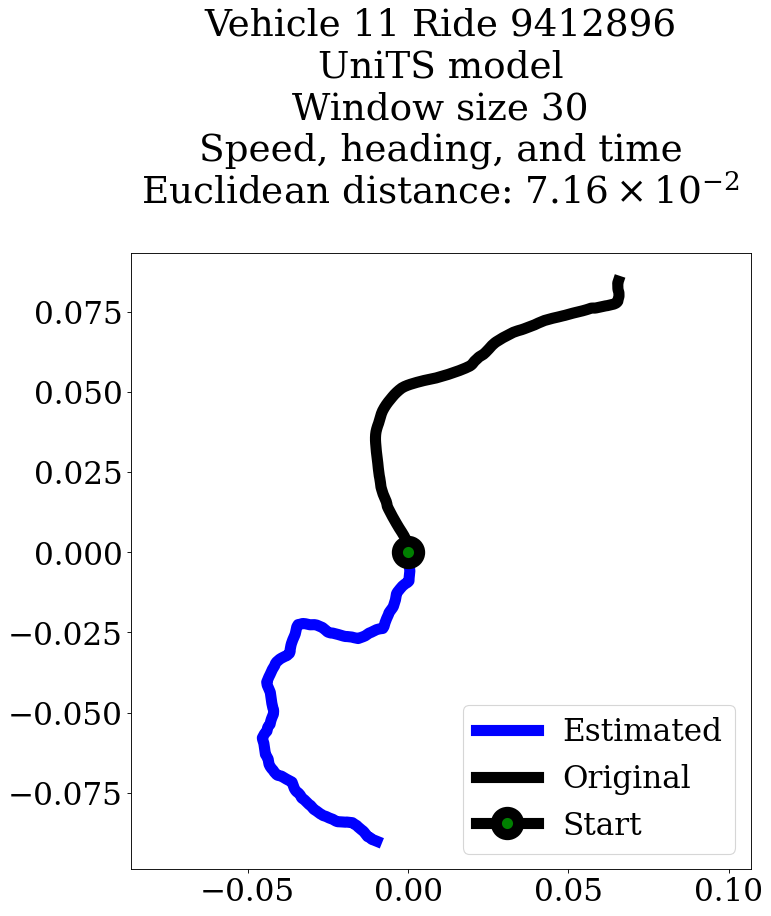 Vehicle 11 Ride 9412896
UniTS model
Window size 30
Speed, heading, and time
Euclidean distance: 7.16 × 10⁻²
0.075
0.050
0.025
0.000
−0.025
−0.050
−0.075
Estimated
Original
Start
−0.05
0.00
0.05
0.10